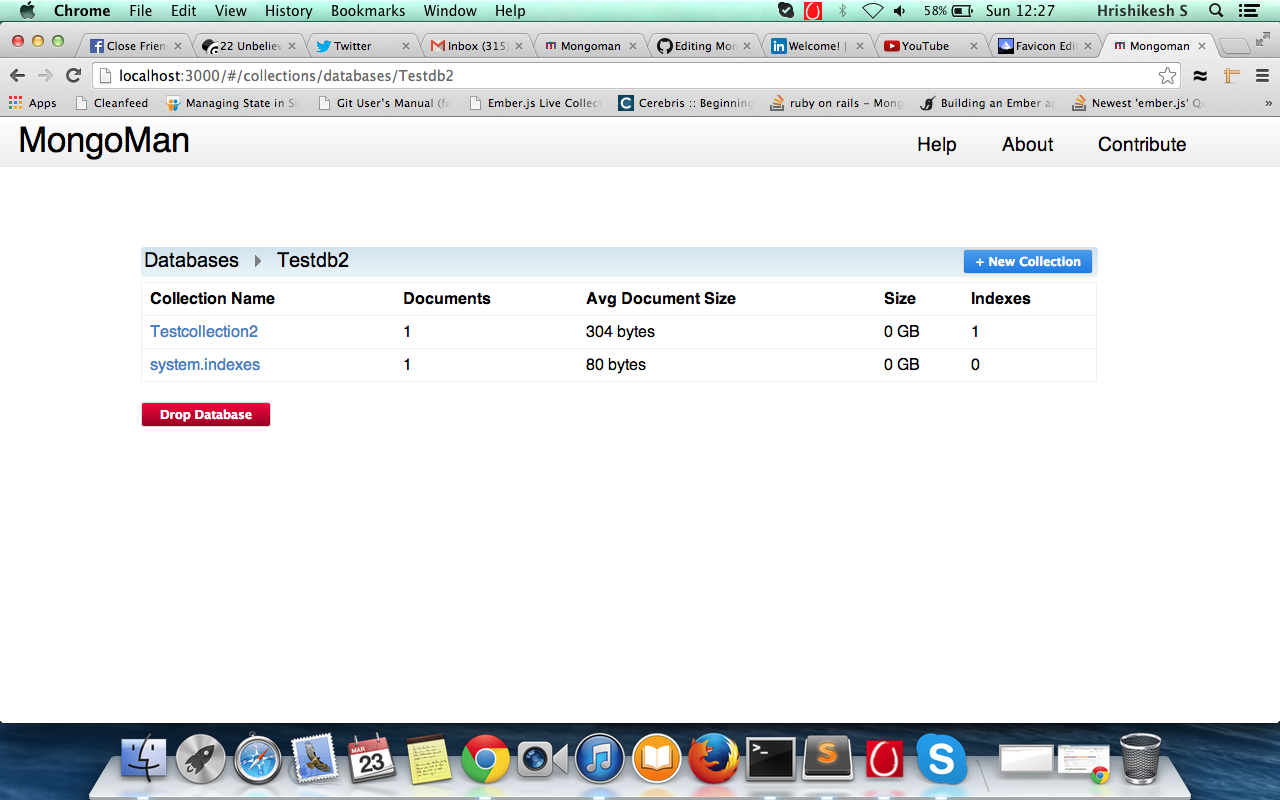 Chrome File Edit View History Bookmarks Window Help 58% Sun 12:27 Hrishikesh S
Close Frien 22 Unbeliev Twitter Inbox (315) Mongoman Editing Mon Welcome! | YouTube Favicon Edi Mongoman
localhost:3000/#/collections/databases/Testdb2
Apps Cleanfeed Managing State in Si Git User's Manual (fo Ember.js Live Collect Cerebris :: Beginning ruby on rails – Mong Building an Ember ap Newest 'ember.js' Qu »
MongoMan Help About Contribute
Databases Testdb2 + New Collection
Collection Name Documents Avg Document Size Size Indexes
Testcollection2 1 304 bytes 0 GB 1
system.indexes 1 80 bytes 0 GB 0
Drop Database
MAR
23